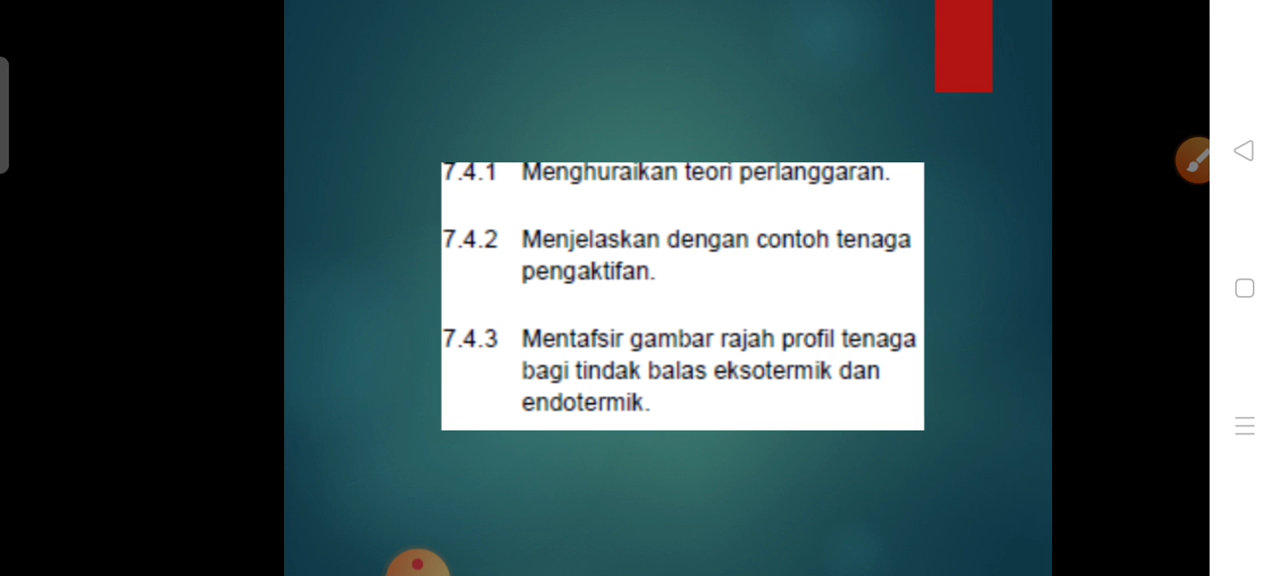 7.4.1 Menghuraikan teori perlanggaran.
7.4.2 Menjelaskan dengan contoh tenaga
pengaktifan.
7.4.3 Mentafsir gambar rajah profil tenaga
bagi tindak balas eksotermik dan
endotermik.